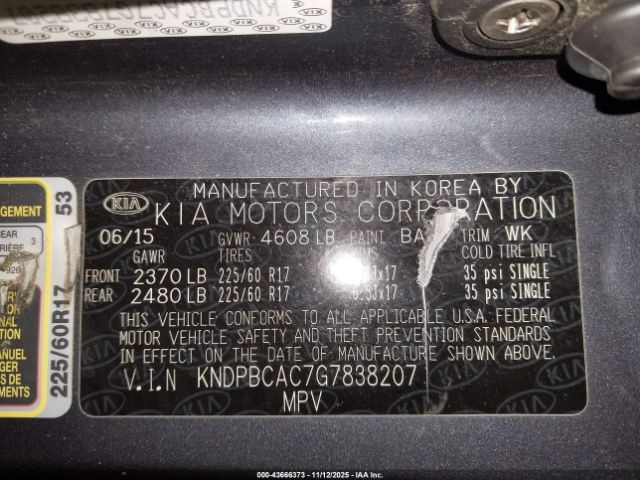 MANUFACTURED IN KOREA BY
KIA KIA MOTORS CORPORATION
06/15 GVWR 4608 LB PAINT TRIM WK
GAWR TIRES COLD TIRE INFL
FRONT 2370 LB 225/60 R17 35 psi SINGLE
REAR 2480 LB 225/60 R17 35 psi SINGLE
THIS VEHICLE CONFORMS TO ALL APPLICABLE U.S.A. FEDERAL
MOTOR VEHICLE SAFETY AND THEFT PREVENTION STANDARDS
IN EFFECT ON THE DATE OF MANUFACTURE SHOWN ABOVE.
V.I.N KNDPBCAC7G7838207
MPV
53
225/60R17
REAR
3
000-43666373 - 11/12/2025 - IAA Inc.